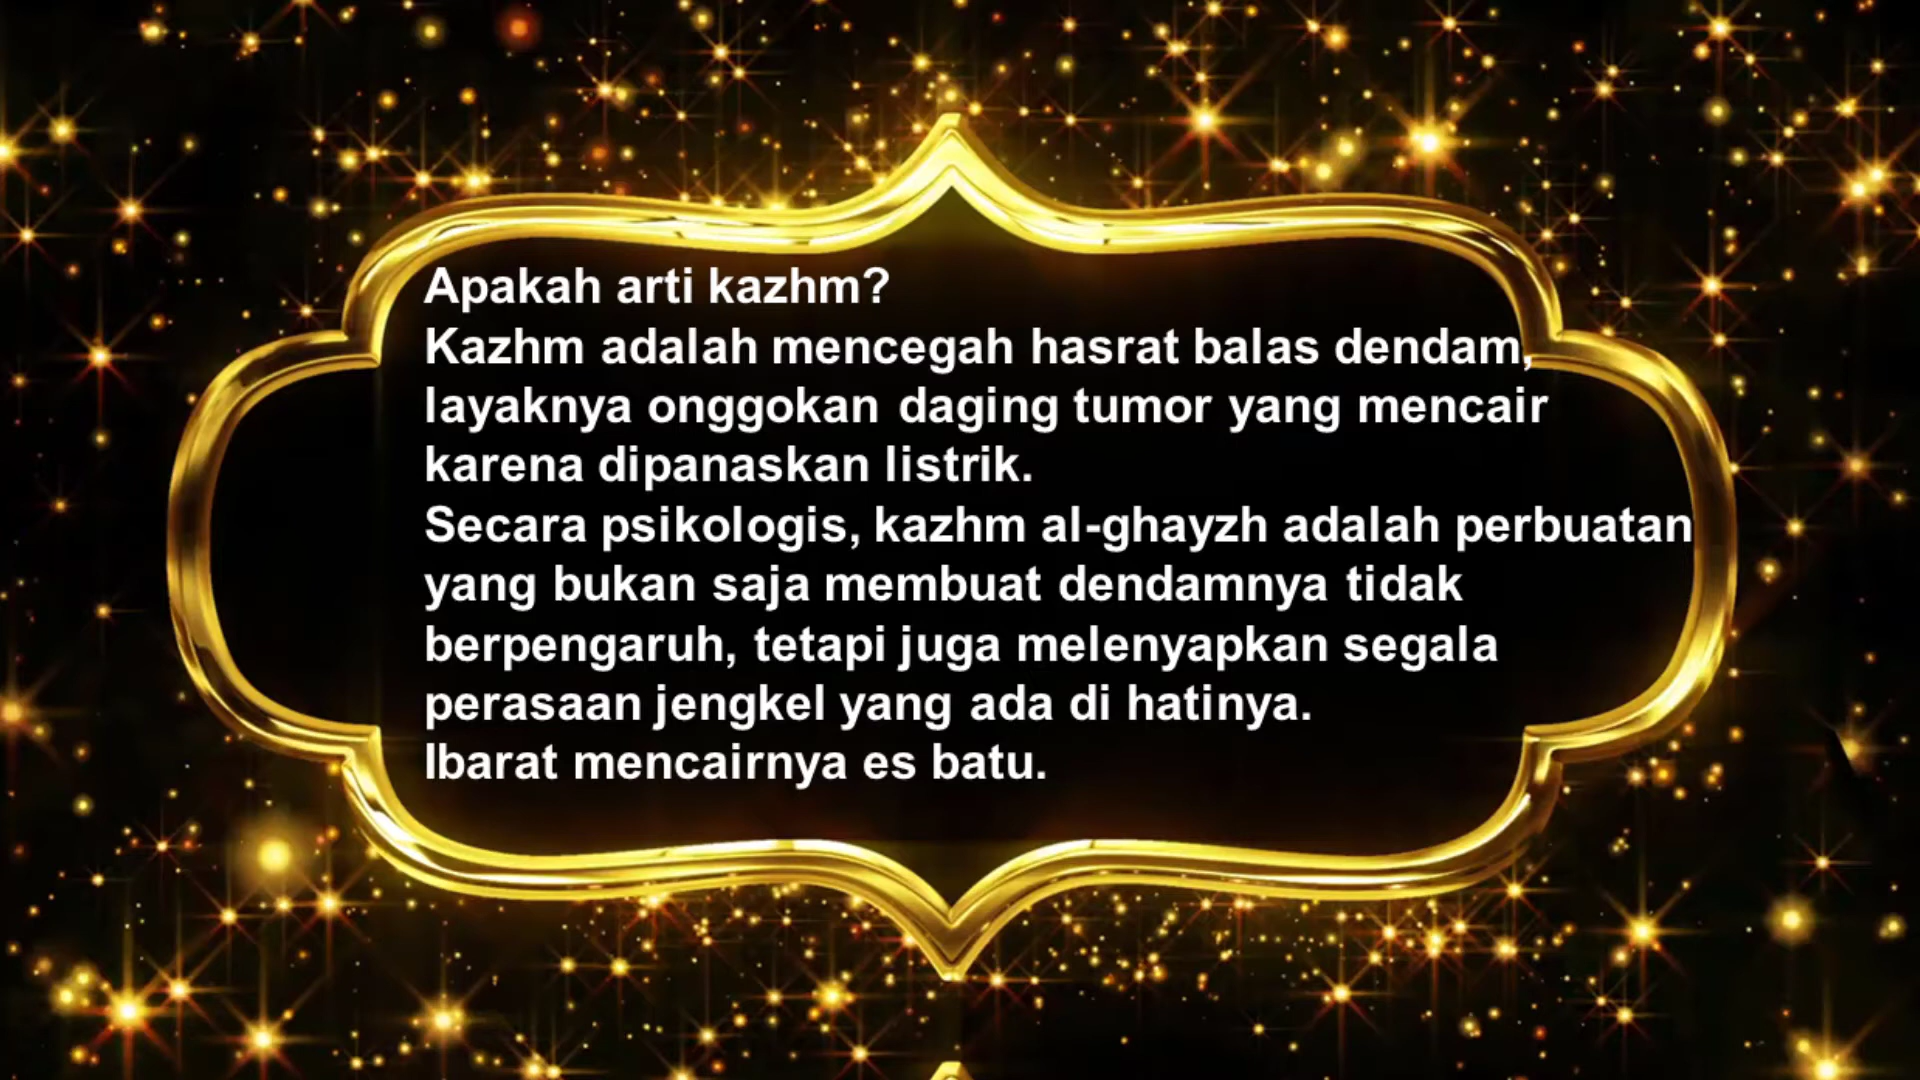 Apakah arti kazhm?
Kazhm adalah mencegah hasrat balas dendam,
layaknya onggokan daging tumor yang mencair
karena dipanaskan listrik.
Secara psikologis, kazhm al-ghayzh adalah perbuatan
yang bukan saja membuat dendamnya tidak
berpengaruh, tetapi juga melenyapkan segala
perasaan jengkel yang ada di hatinya.
Ibarat mencairnya es batu.